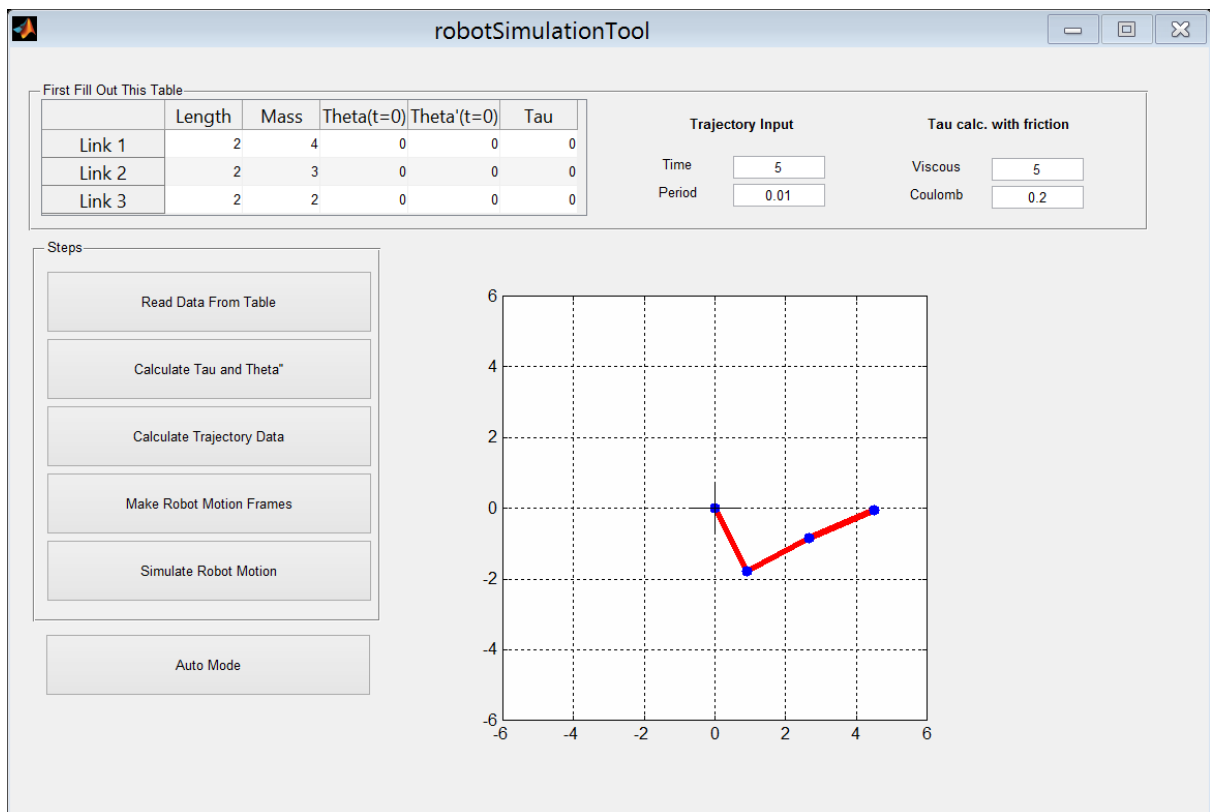 robotSimulationTool
First Fill Out This Table
Length Mass Theta(t=0) Theta'(t=0) Tau
Link 1 2 4 0 0 0
Link 2 2 3 0 0 0
Link 3 2 2 0 0 0
Trajectory Input
Time 5
Period 0.01
Tau calc. with friction
Viscous 5
Coulomb 0.2
Steps
Read Data From Table
Calculate Tau and Theta"
Calculate Trajectory Data
Make Robot Motion Frames
Simulate Robot Motion
Auto Mode
6
4
2
0
-2
-4
-6
-6 -4 -2 0 2 4 6